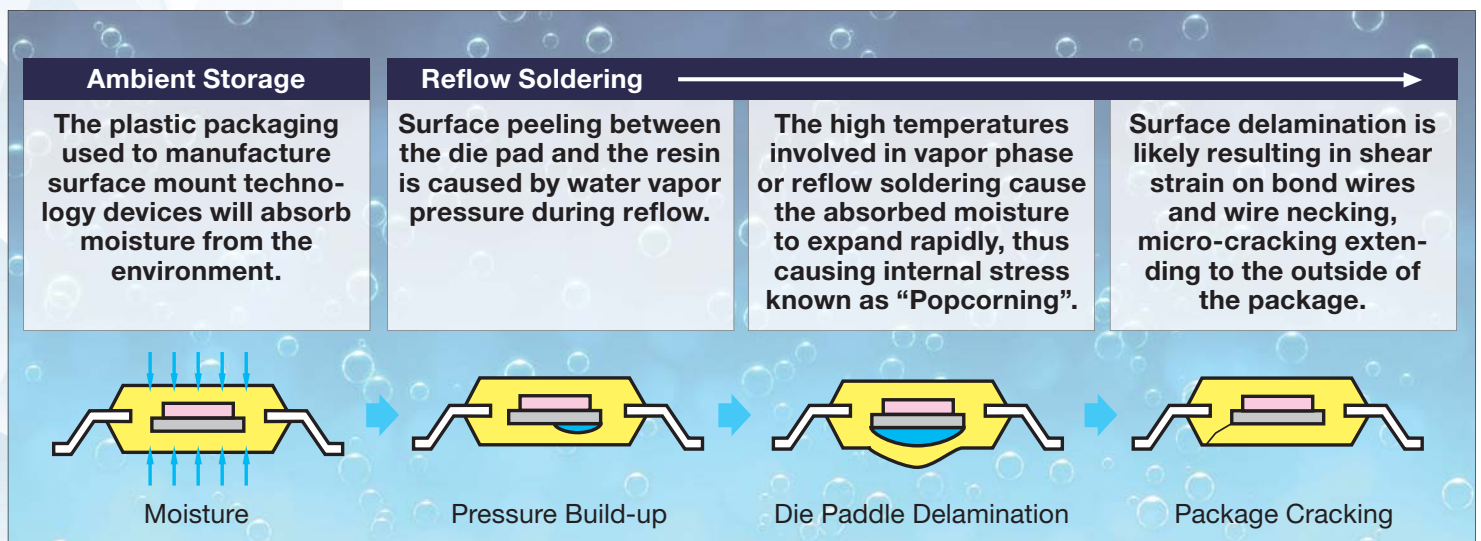 Ambient Storage
The plastic packaging
used to manufacture
surface mount techno-
logy devices will absorb
moisture from the
environment.
Reflow Soldering
Surface peeling between
the die pad and the resin
is caused by water vapor
pressure during reflow.
The high temperatures
involved in vapor phase
or reflow soldering cause
the absorbed moisture
to expand rapidly, thus
causing internal stress
known as “Popcorning”.
Surface delamination is
likely resulting in shear
strain on bond wires
and wire necking,
micro-cracking exten-
ding to the outside of
the package.
Moisture
Pressure Build-up
Die Paddle Delamination
Package Cracking